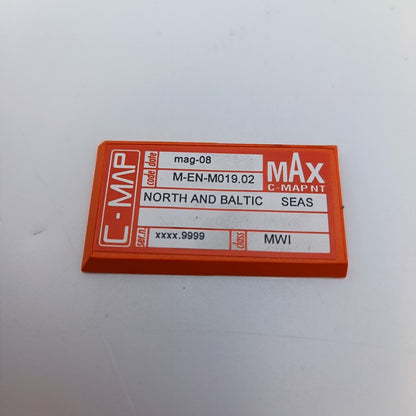 C-MAP
date mag-08
code M-EN-M019.02
MAX
C-MAP NT
NORTH AND BALTIC SEAS
ser.n xxxx.9999
class MWI